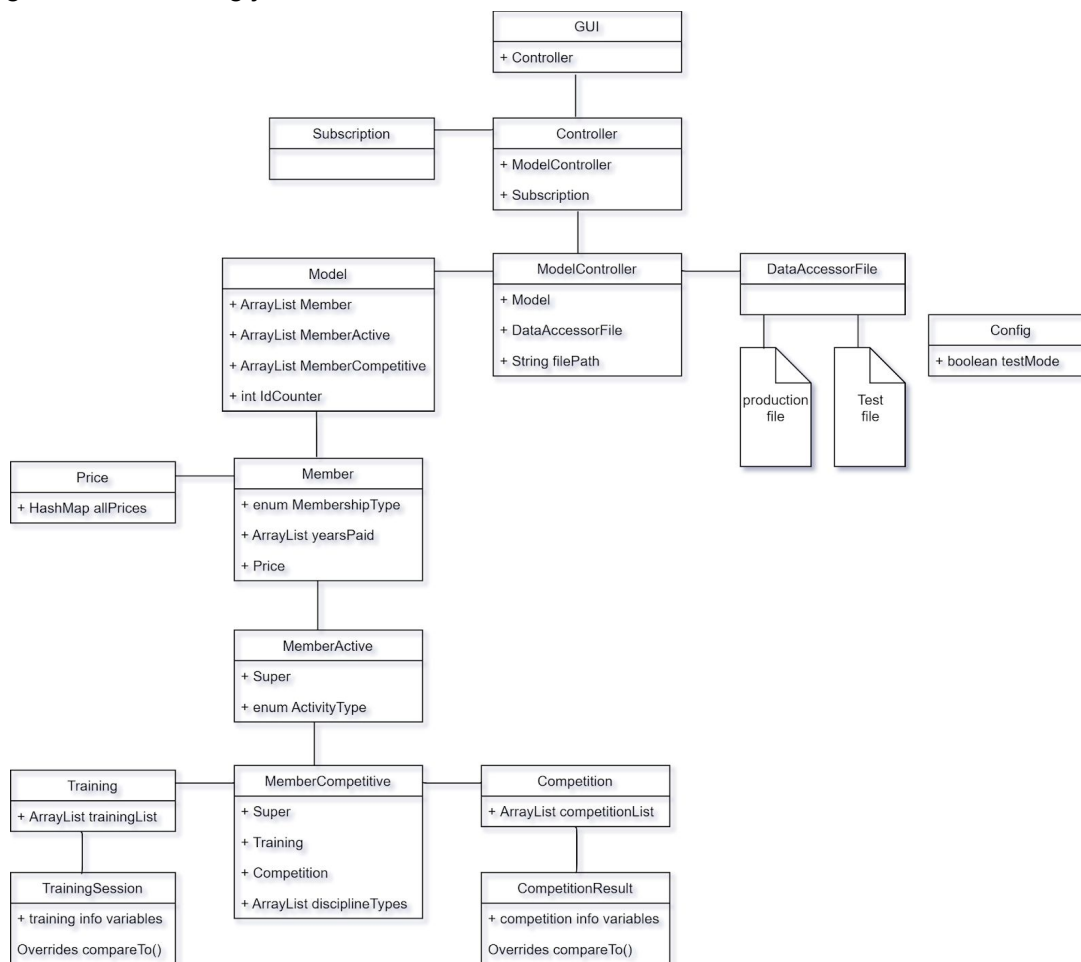 GUI
+ Controller
Subscription
Controller
+ ModelController
+ Subscription
Model
+ ArrayList Member
+ ArrayList MemberActive
+ ArrayList MemberCompetitive
+ int IdCounter
ModelController
+ Model
+ DataAccessorFile
+ String filePath
DataAccessorFile
production
file
Test
file
Config
+ boolean testMode
Price
+ HashMap allPrices
Member
+ enum MembershipType
+ ArrayList yearsPaid
+ Price
MemberActive
+ Super
+ enum ActivityType
Training
+ ArrayList trainingList
MemberCompetitive
+ Super
+ Training
+ Competition
+ ArrayList disciplineTypes
Competition
+ ArrayList competitionList
TrainingSession
+ training info variables
Overrides compareTo()
CompetitionResult
+ competition info variables
Overrides compareTo()